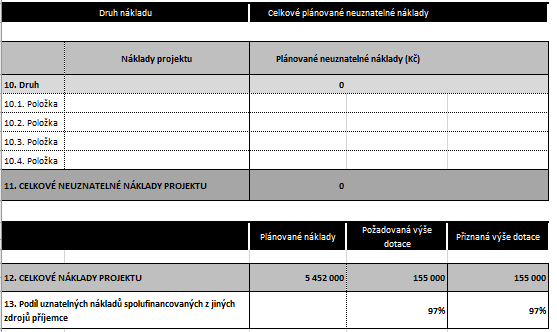 Druh nákladu Celkové plánované neuznatelné náklady
Náklady projektu Plánované neuznatelné náklady (Kč)
10. Druh 0
10.1. Položka
10.2. Položka
10.3. Položka
10.4. Položka
11. CELKOVÉ NEUZNATELNÉ NÁKLADY PROJEKTU 0
Plánované náklady Požadovaná výše dotace Přiznaná výše dotace
12. CELKOVÉ NÁKLADY PROJEKTU 5 452 000 155 000 155 000
13. Podíl uznatelných nákladů spolufinancovaných z jiných
zdrojů příjemce 97% 97%